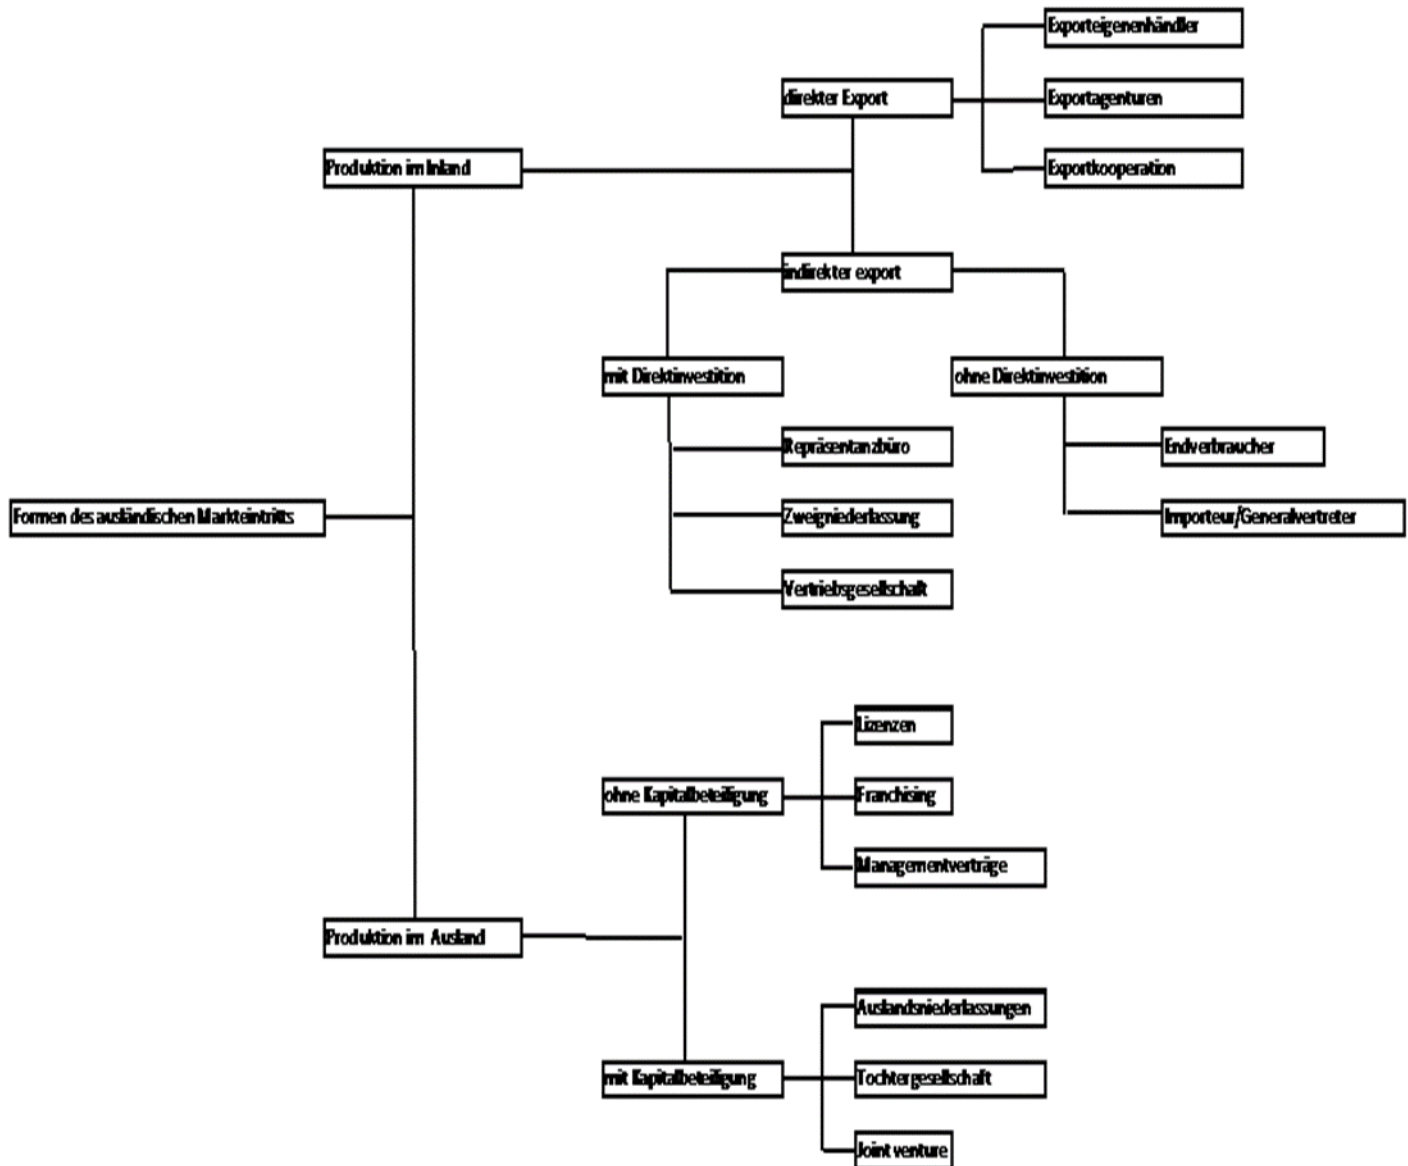 Exporteigenenhändler
direkter Export
Exportagenturen
Produktion im Inland
Exportkooperation
indirekter export
mit Direktinvestition
ohne Direktinvestition
Repräsentanzbüro
Endverbraucher
Formen des ausländischen Markteintritts
Zweigniederlassung
Importeur/Generalvertreter
Vertriebsgesellschaft
Lizenzen
ohne Kapitalbeteiligung
Franchising
Managementverträge
Produktion im Ausland
Auslandsniederlassungen
mit Kapitalbeteiligung
Tochtergesellschaft
Joint venture